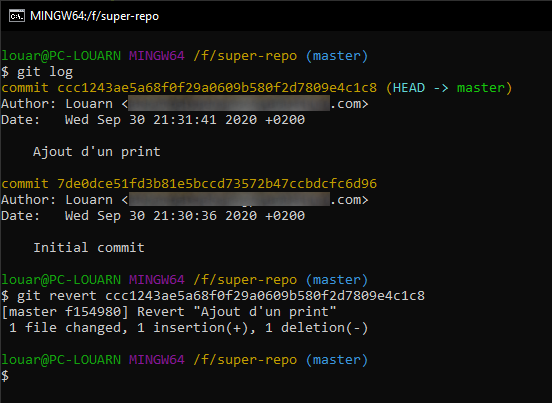 MINGW64:/f/super-repo
louar@PC-LOUARN MINGW64 /f/super-repo (master)
$ git log
commit ccc1243ae5a68f0f29a0609b580f2d7809e4c1c8 (HEAD -> master)
Author: Louarn < .com>
Date:   Wed Sep 30 21:31:41 2020 +0200
Ajout d'un print
commit 7de0dce51fd3b81e5bccd73572b47ccbdcfc6d96
Author: Louarn < .com>
Date:   Wed Sep 30 21:30:36 2020 +0200
Initial commit
louar@PC-LOUARN MINGW64 /f/super-repo (master)
$ git revert ccc1243ae5a68f0f29a0609b580f2d7809e4c1c8
[master f154980] Revert "Ajout d'un print"
1 file changed, 1 insertion(+), 1 deletion(-)
louar@PC-LOUARN MINGW64 /f/super-repo (master)
$